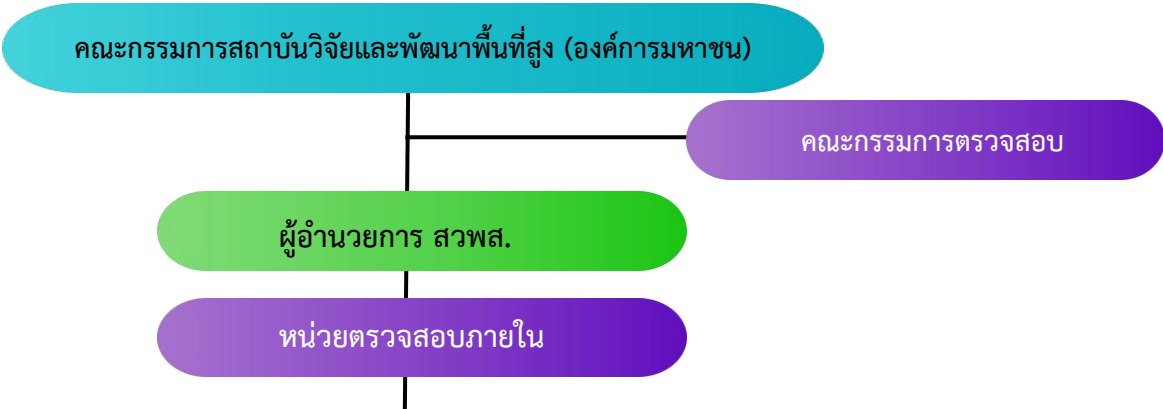 คณะกรรมการสถาบันวิจัยและพัฒนาพื้นที่สูง (องค์การมหาชน)
คณะกรรมการตรวจสอบ
ผู้อำนวยการ สวพส.
หน่วยตรวจสอบภายใน